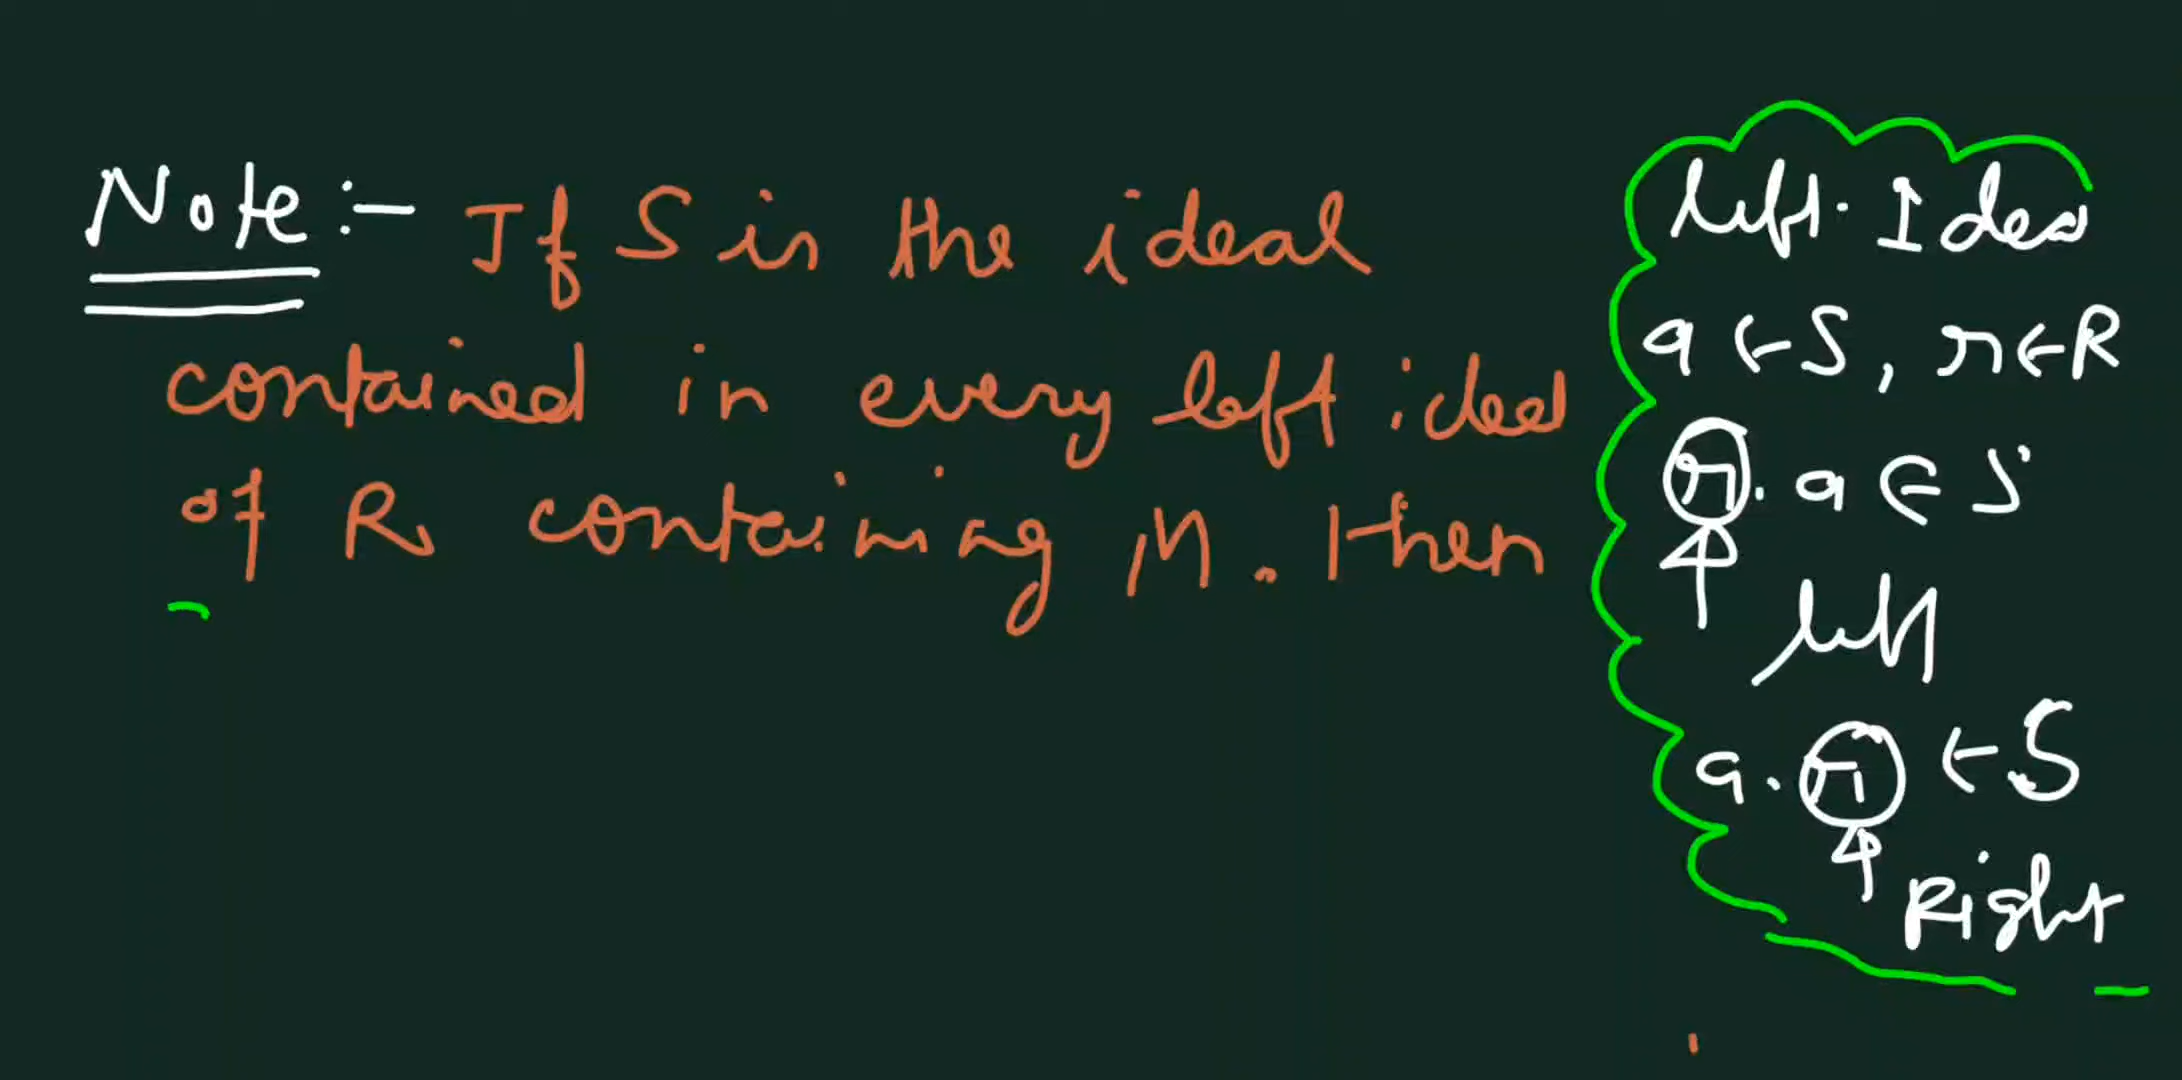 Note:- If S is the ideal
contained in every left ideal
of R containing M. Then
left. Idea
a ∈ S, r ∈ R
r. a ∈ S
left
a. r ∈ S
Right